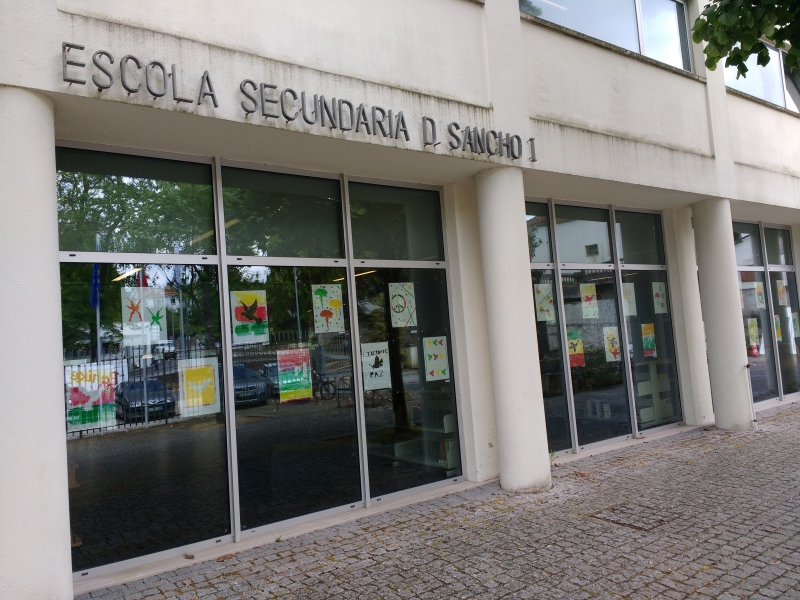 ESCOLA SECUNDARIA D. SANCHO I
PAZ